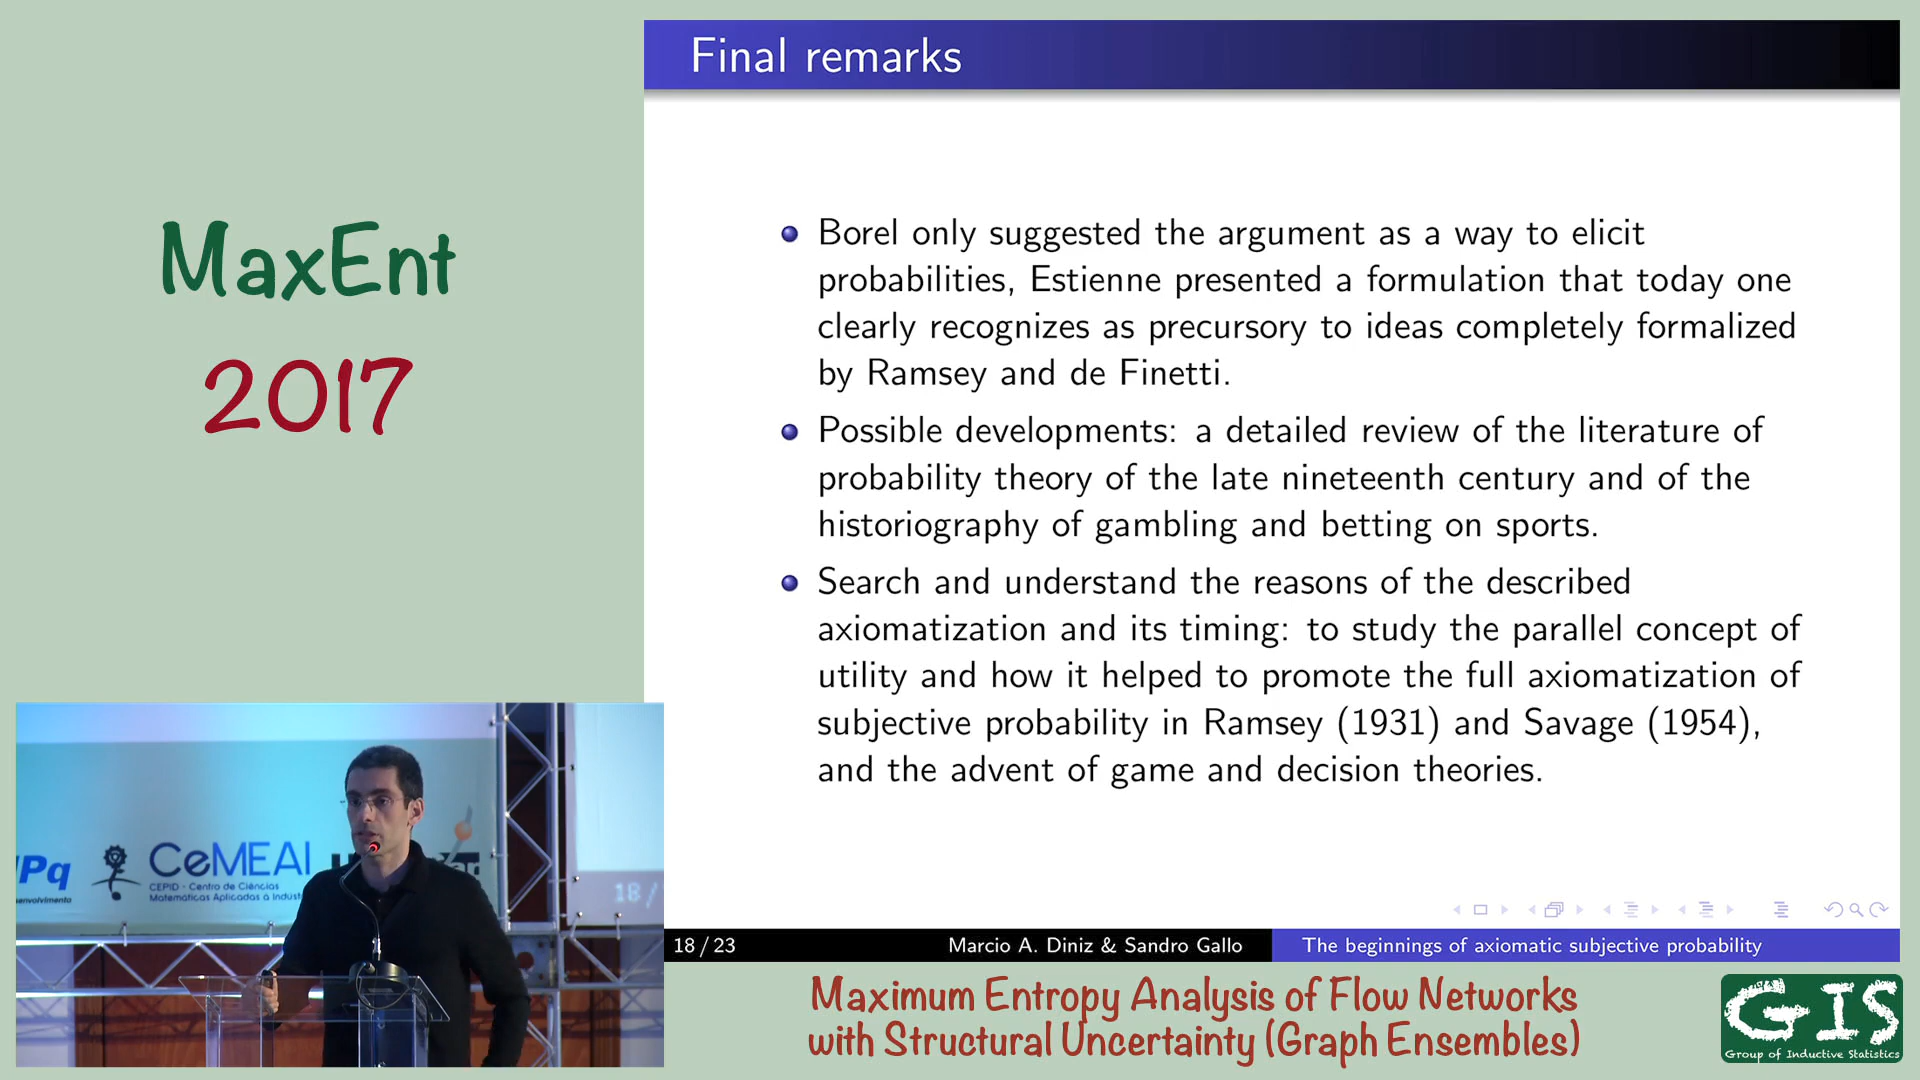 Final remarks
MaxEnt
2017
Borel only suggested the argument as a way to elicit
probabilities, Estienne presented a formulation that today one
clearly recognizes as precursory to ideas completely formalized
by Ramsey and de Finetti.
Possible developments: a detailed review of the literature of
probability theory of the late nineteenth century and of the
historiography of gambling and betting on sports.
Search and understand the reasons of the described
axiomatization and its timing: to study the parallel concept of
utility and how it helped to promote the full axiomatization of
subjective probability in Ramsey (1931) and Savage (1954),
and the advent of game and decision theories.
Pq
CeMEAI
CEPID - Centro de Ciências
Matemáticas Aplicadas à Indúst
18 /
18 / 23
Marcio A. Diniz & Sandro Gallo
The beginnings of axiomatic subjective probability
Maximum Entropy Analysis of Flow Networks
with Structural Uncertainty (Graph Ensembles)
GIS
Group of Inductive Statistics